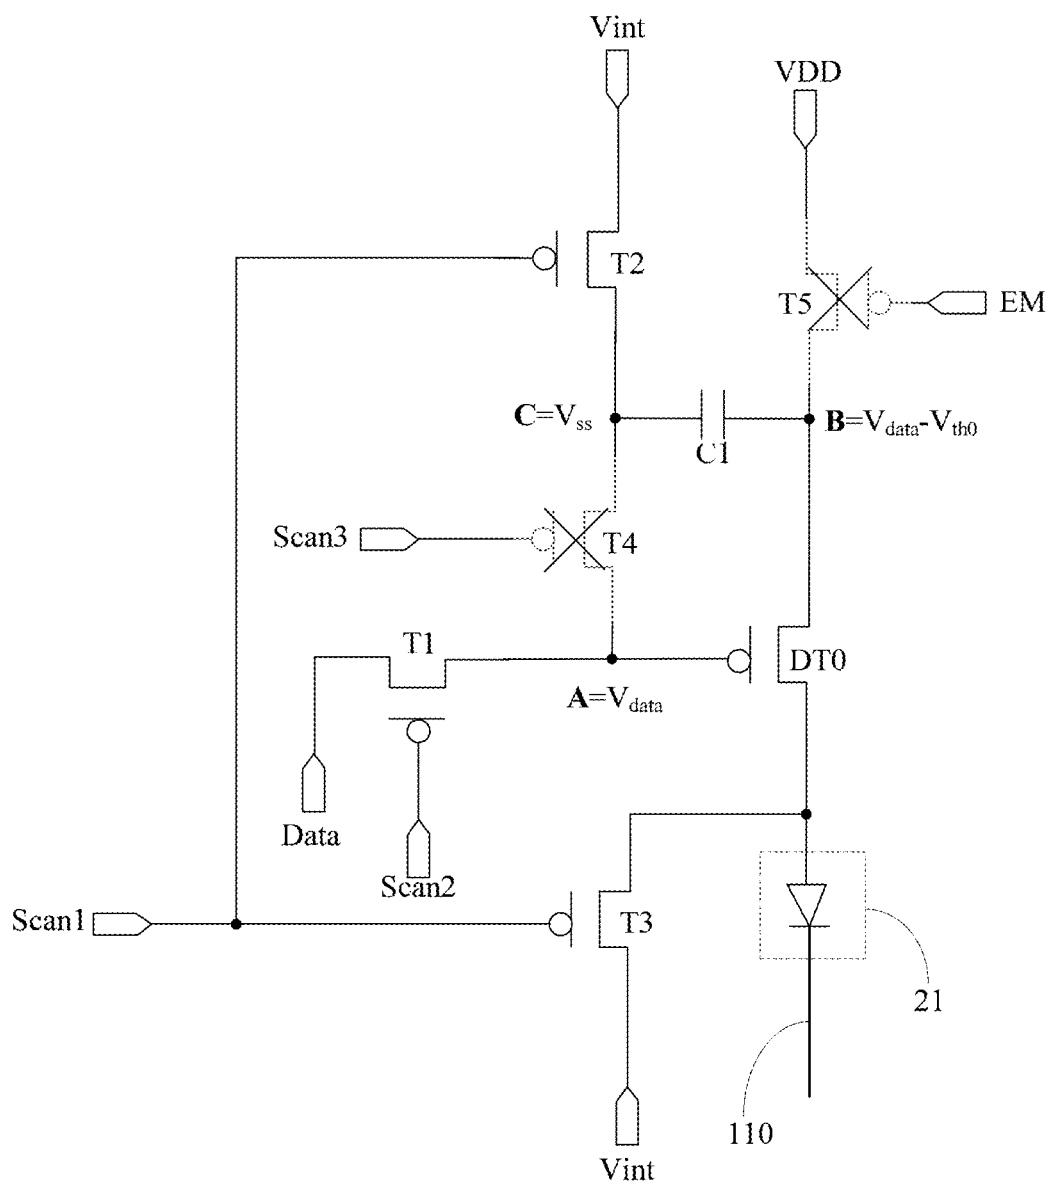 Vint
VDD
T2
T5
EM
C=Vss
C1
B=Vdata-Vth0
Scan3
T4
T1
DT0
A=Vdata
Data
Scan2
Scan1
T3
21
110
Vint